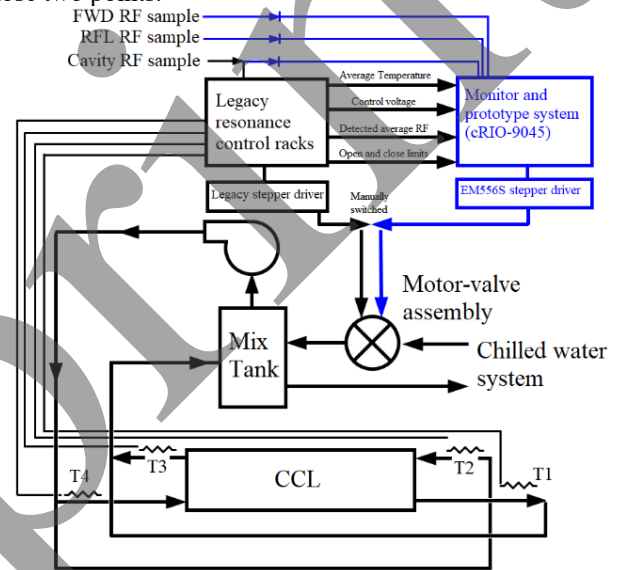 FWD RF sample
RFL RF sample
Cavity RF sample
Legacy
resonance
control racks
Average Temperature
Control voltage
Detected average RF
Open and close limits
Monitor and
prototype system
(cRIO-9045)
Legacy stepper driver
Manually
switched
EM556S stepper driver
Motor-valve
assembly
Mix
Tank
Chilled water
system
T4
T3
CCL
T2
T1